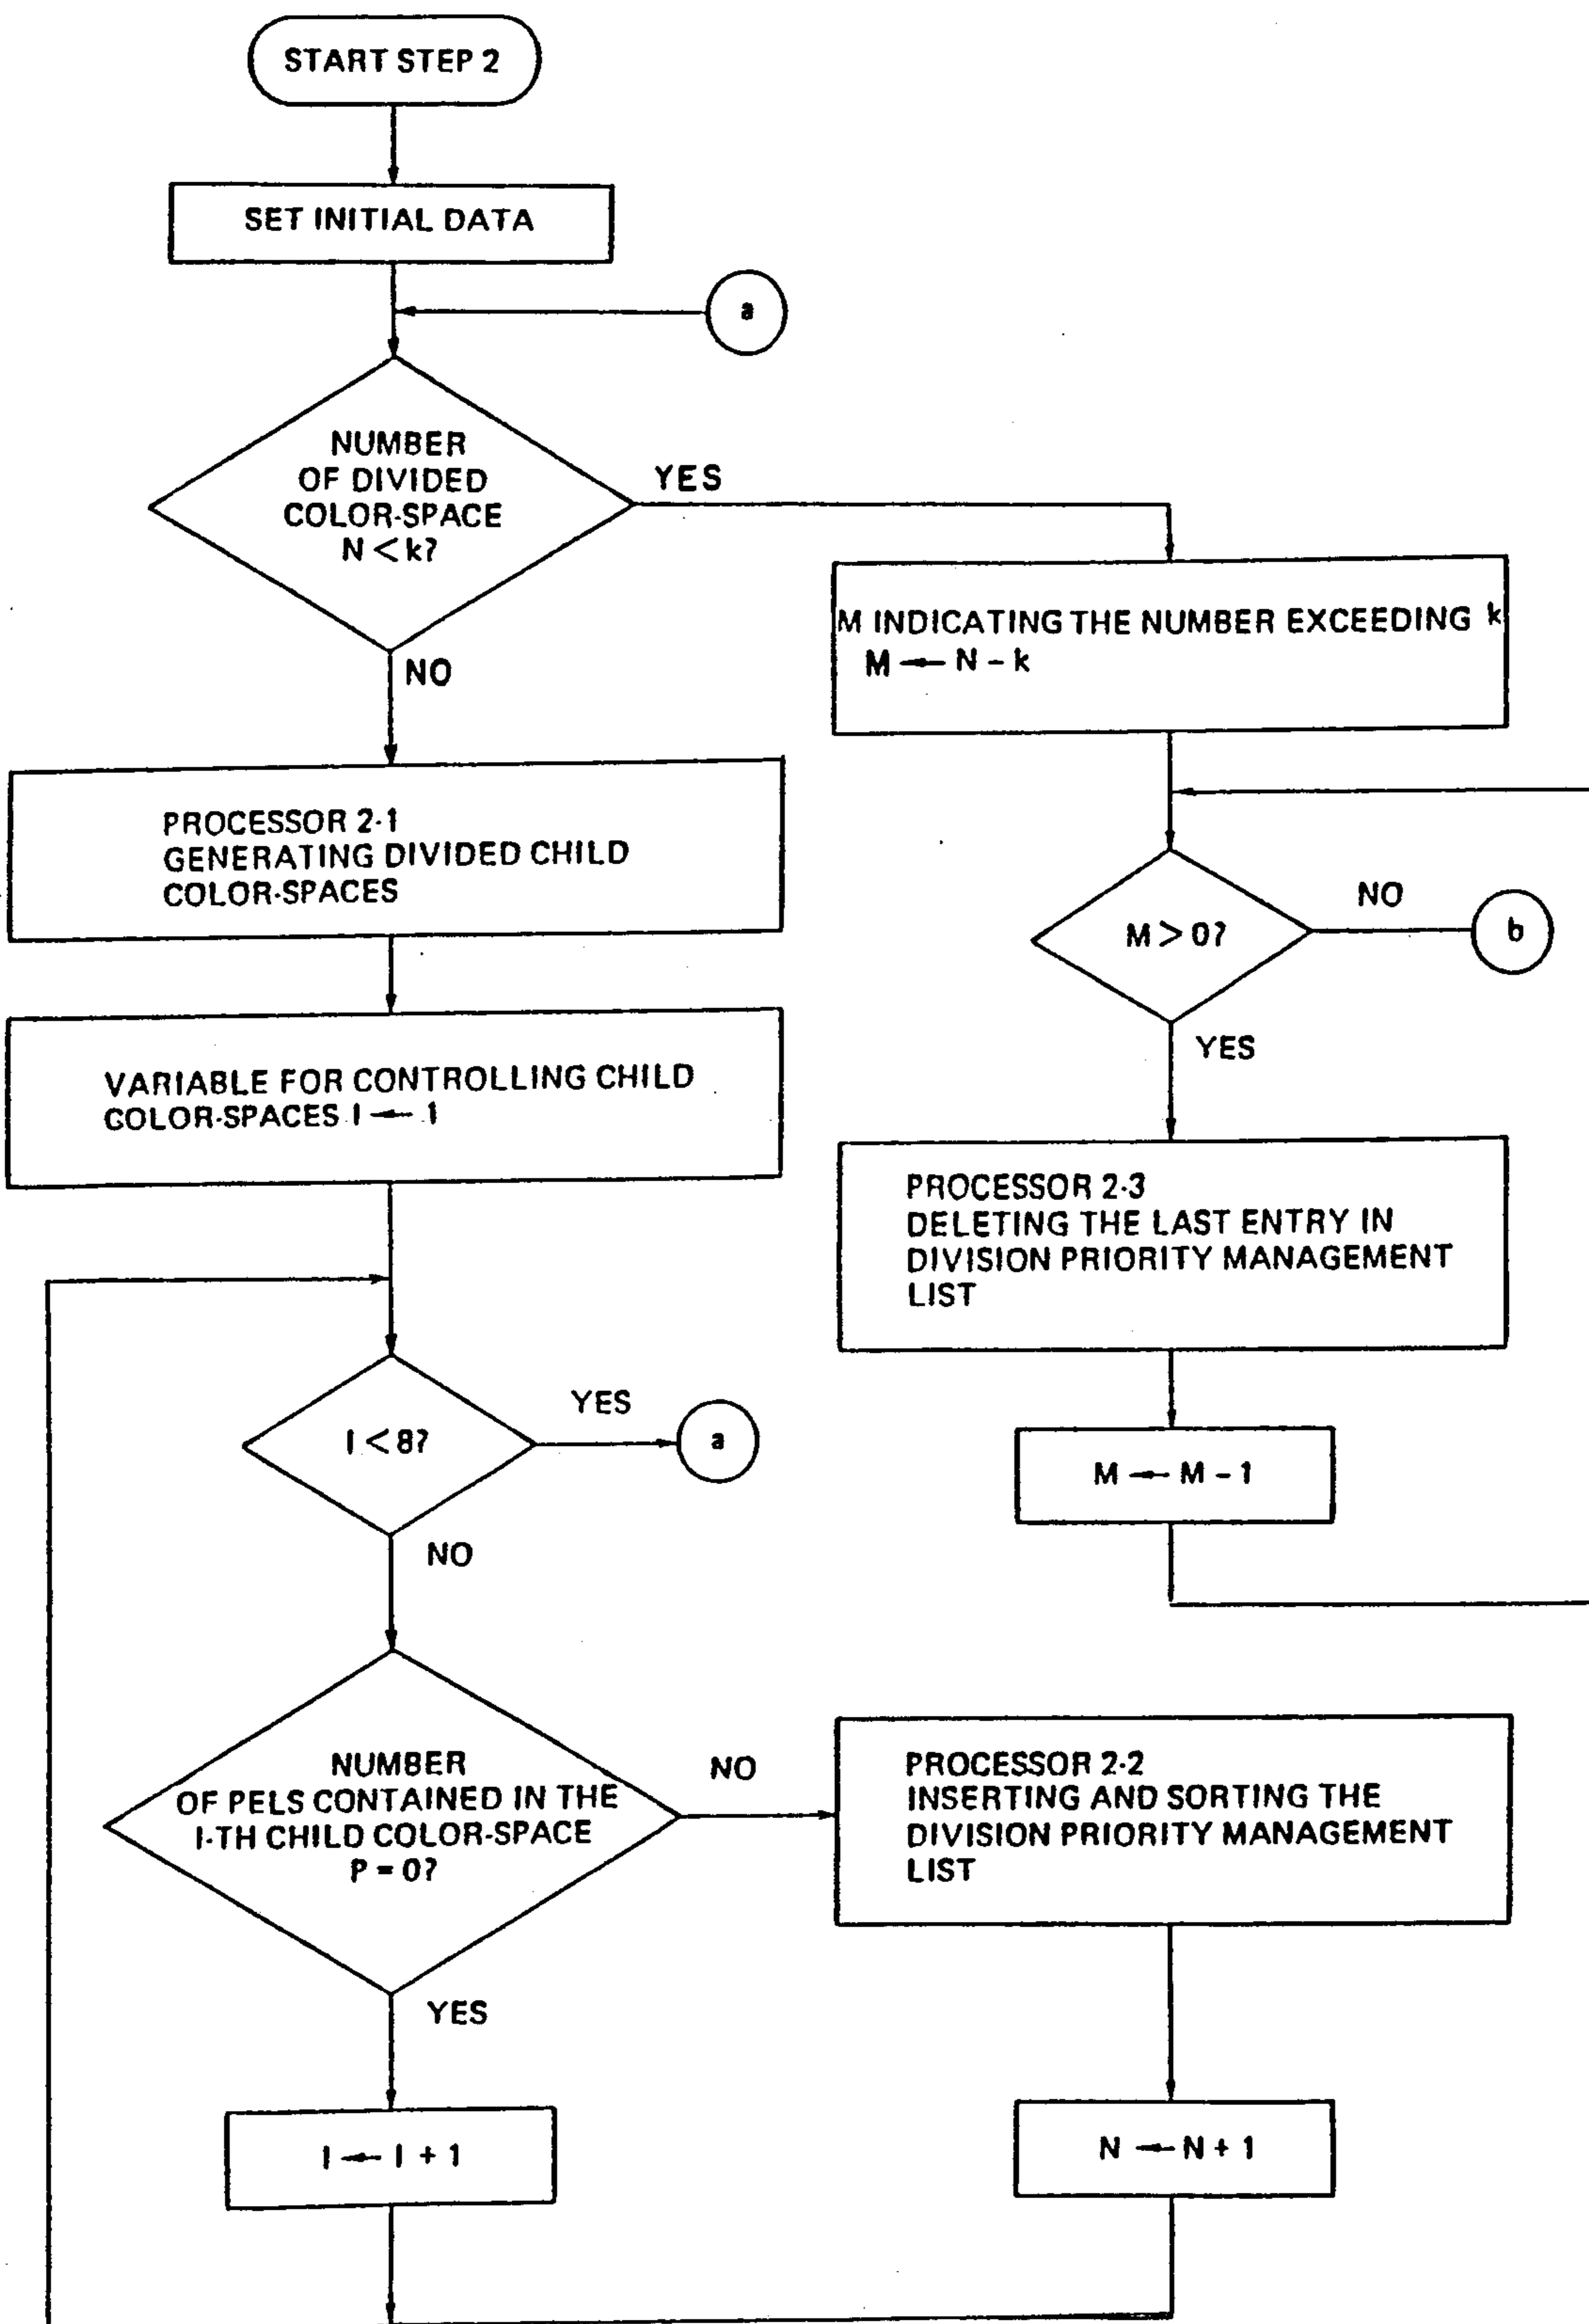 START STEP 2
SET INITIAL DATA
a
NUMBER
OF DIVIDED
COLOR-SPACE
N < k?
YES
NO
M INDICATING THE NUMBER EXCEEDING k
M ← N - k
PROCESSOR 2-1
GENERATING DIVIDED CHILD
COLOR-SPACES
M > 0?
NO
b
YES
VARIABLE FOR CONTROLLING CHILD
COLOR-SPACES I ← 1
PROCESSOR 2-3
DELETING THE LAST ENTRY IN
DIVISION PRIORITY MANAGEMENT
LIST
I < 8?
YES
a
NO
M ← M - 1
NUMBER
OF PELS CONTAINED IN THE
I-TH CHILD COLOR-SPACE
P = 0?
NO
YES
PROCESSOR 2-2
INSERTING AND SORTING THE
DIVISION PRIORITY MANAGEMENT
LIST
I ← I + 1
N ← N + 1